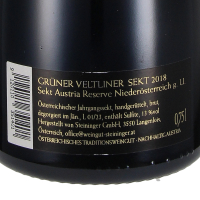 GRÜNER VELTLINER SEKT 2018
Sekt Austria Reserve Niederösterreich g. U.
Österreichischer Jahrgangssekt, handgerüttelt, brut,
degorgiert im Jän., L 01/21, enthält Sulfite, 13 %vol
Hergestellt von Steininger GmbH, 3550 Langenlois,
Österreich, office@weingut-steininger.at
ÖSTERREICHISCHES TRADITIONSWEINGUT · NACHHALTIG AUSTRIA
0,75 l